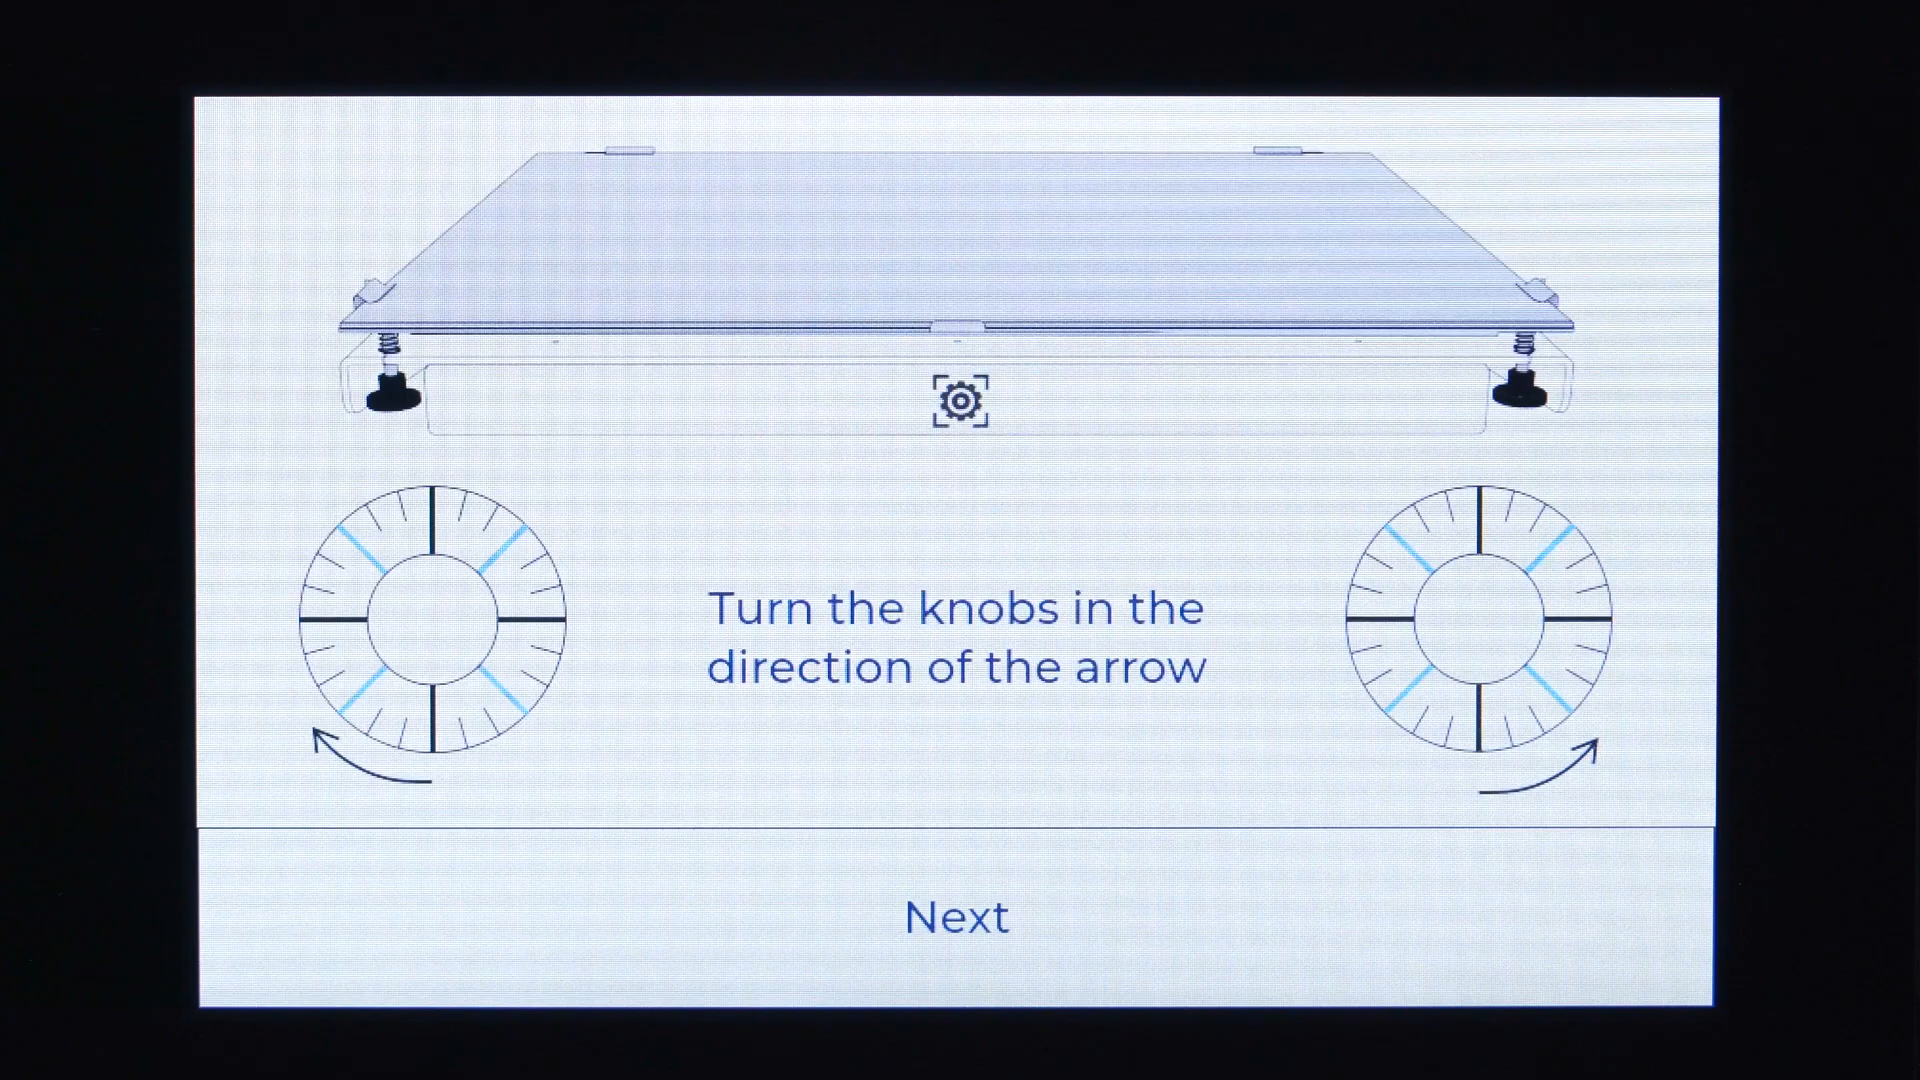 Turn the knobs in the
direction of the arrow
Next